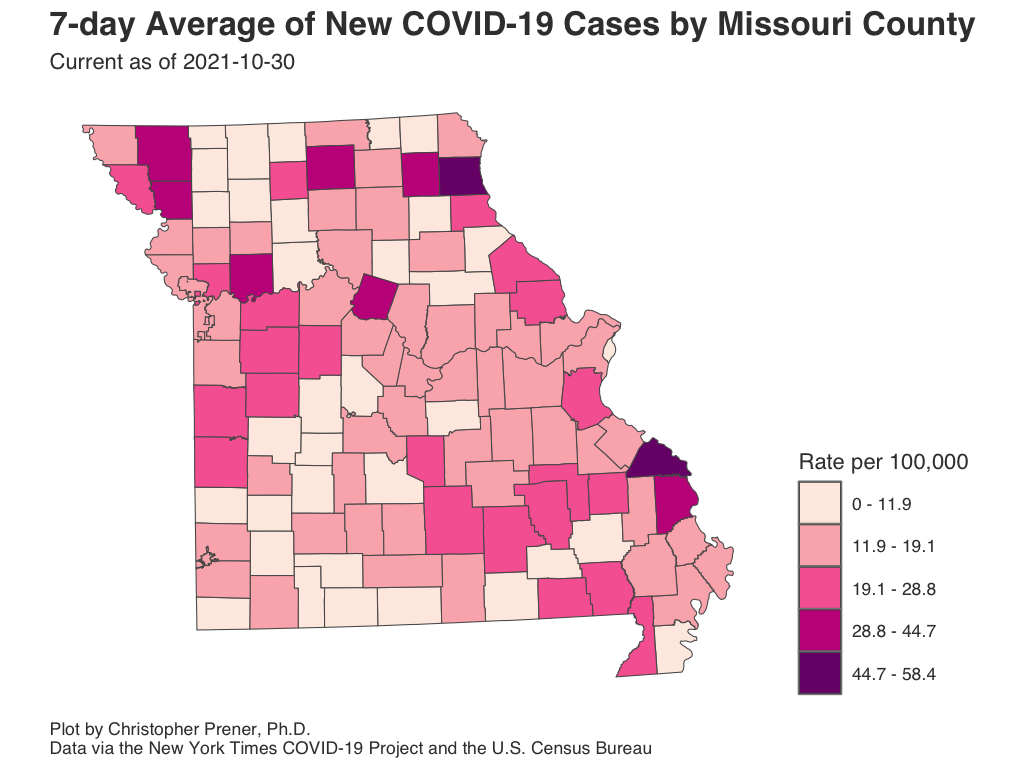 7-day Average of New COVID-19 Cases by Missouri County
Current as of 2021-10-30
Rate per 100,000
0 - 11.9
11.9 - 19.1
19.1 - 28.8
28.8 - 44.7
44.7 - 58.4
Plot by Christopher Prener, Ph.D.
Data via the New York Times COVID-19 Project and the U.S. Census Bureau